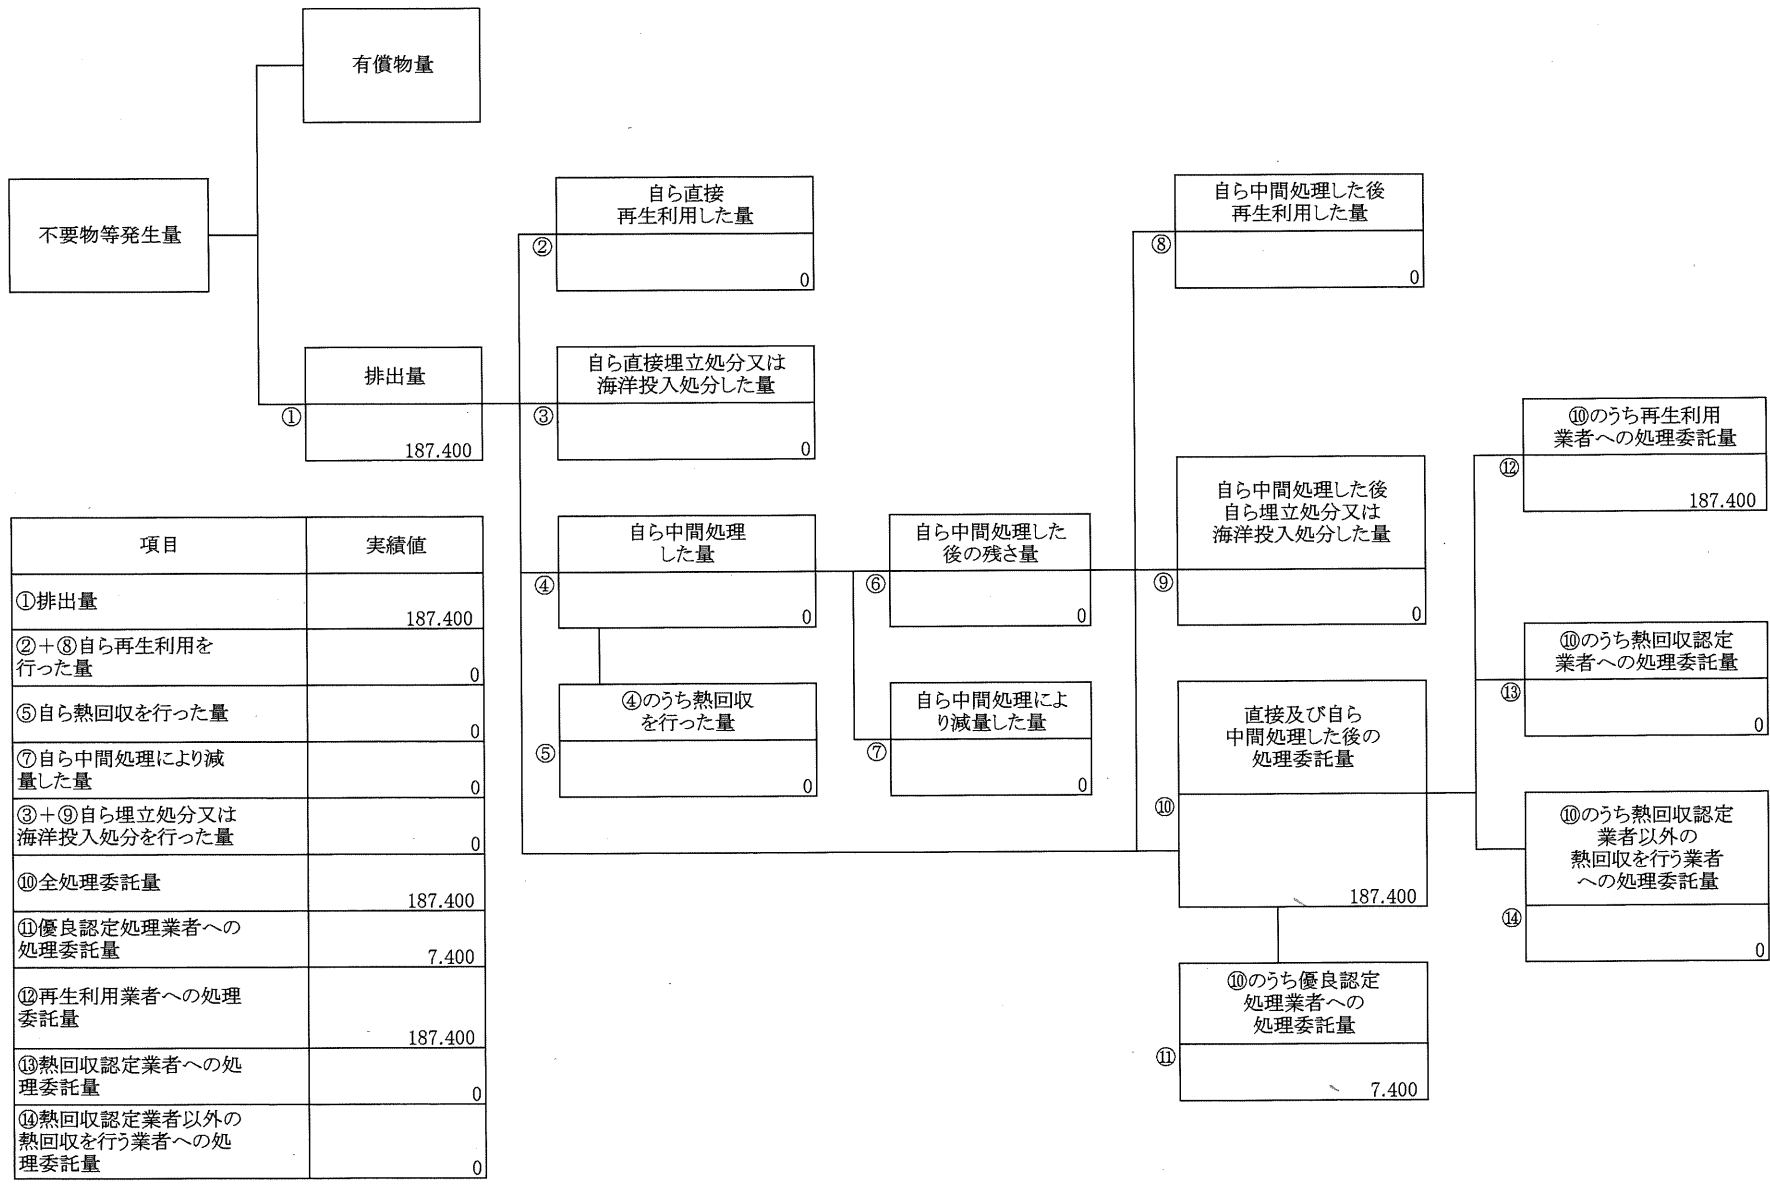 有償物量
不要物等発生量
排出量
①
187.400
自ら直接
再生利用した量
②
0
自ら直接埋立処分又は
海洋投入処分した量
③
0
自ら中間処理
した量
④
0
④のうち熱回収
を行った量
⑤
0
自ら中間処理した
後の残さ量
⑥
0
自ら中間処理によ
り減量した量
⑦
0
自ら中間処理した後
再生利用した量
⑧
0
自ら中間処理した後
自ら埋立処分又は
海洋投入処分した量
⑨
0
直接及び自ら
中間処理した後の
処理委託量
⑩
187.400
⑩のうち優良認定
処理業者への
処理委託量
⑪
7.400
⑩のうち再生利用
業者への処理委託量
⑫
187.400
⑩のうち熱回収認定
業者への処理委託量
⑬
0
⑩のうち熱回収認定
業者以外の
熱回収を行う業者
への処理委託量
⑭
0
項目 実績値
①排出量
187.400
②+⑧自ら再生利用を
行った量
0
⑤自ら熱回収を行った量
0
⑦自ら中間処理により減
量した量
0
③+⑨自ら埋立処分又は
海洋投入処分を行った量
0
⑩全処理委託量
187.400
⑪優良認定処理業者への
処理委託量
7.400
⑫再生利用業者への処理
委託量
187.400
⑬熱回収認定業者への処
理委託量
0
⑭熱回収認定業者以外の
熱回収を行う業者への処
理委託量
0